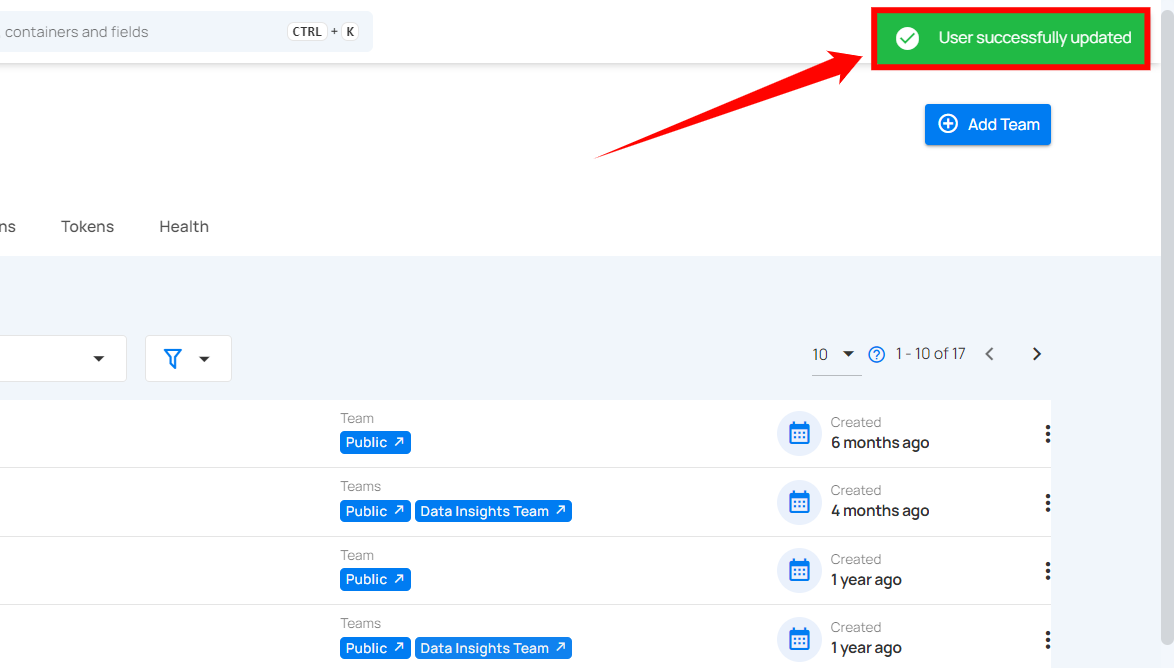 containers and fields CTRL + K
User successfully updated
Add Team
ns Tokens Health
10 1 - 10 of 17
Team
Public
Created
6 months ago
Teams
Public Data Insights Team
Created
4 months ago
Team
Public
Created
1 year ago
Teams
Public Data Insights Team
Created
1 year ago